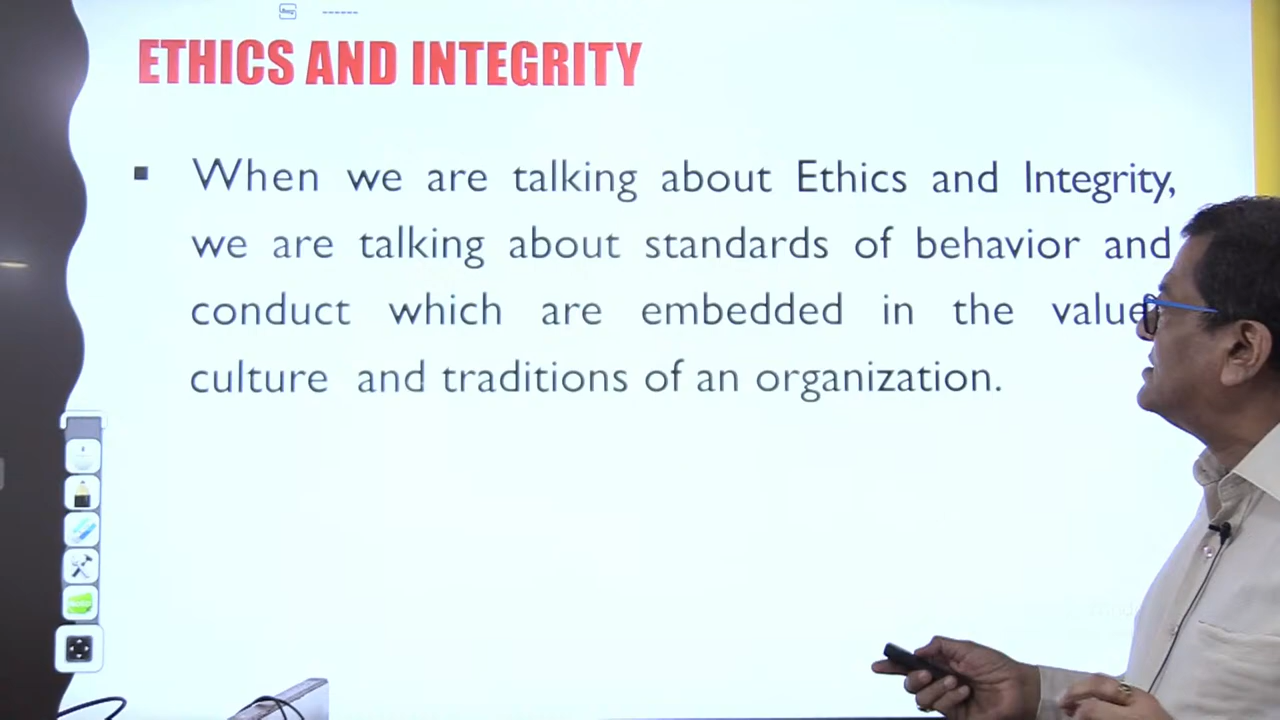 ETHICS AND INTEGRITY
▪ When we are talking about Ethics and Integrity,
we are talking about standards of behavior and
conduct which are embedded in the value
culture and traditions of an organization.